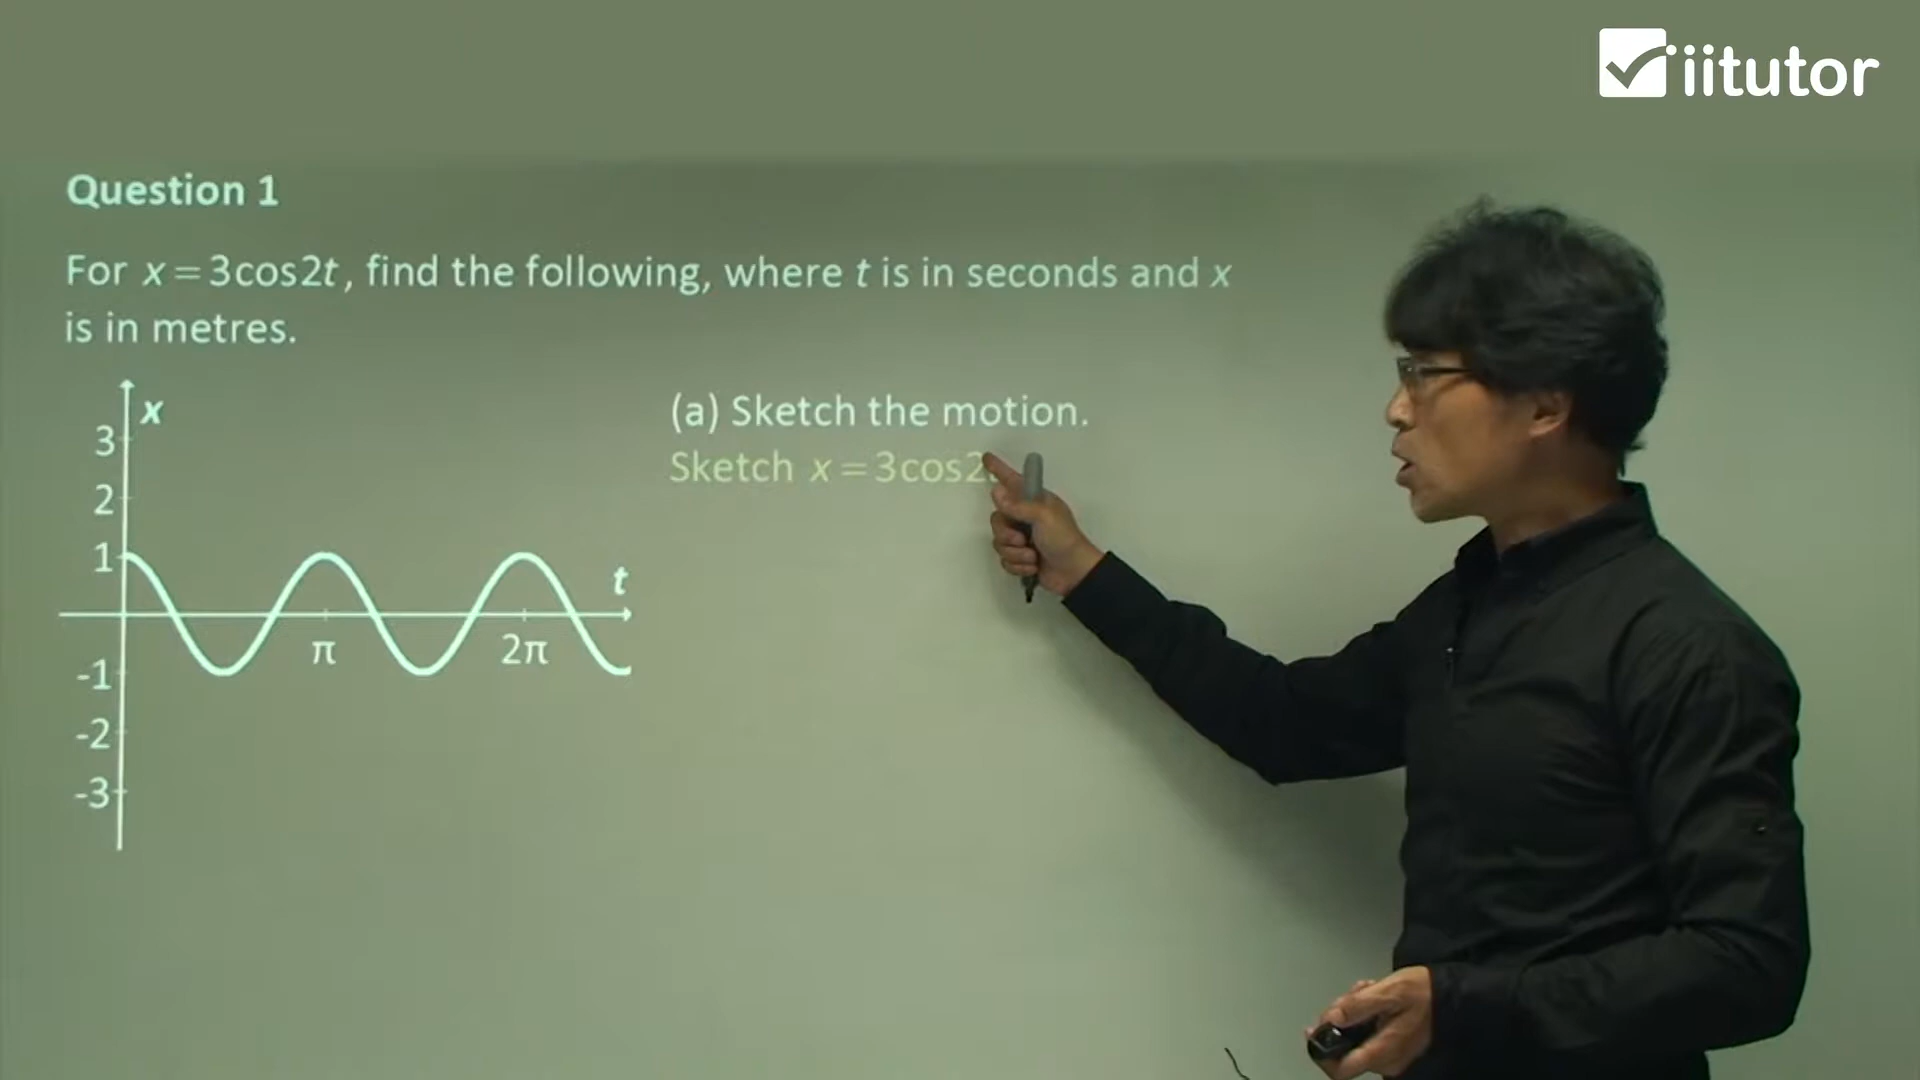 iitutor
Question 1
For x = 3cos2t, find the following, where t is in seconds and x
is in metres.
x
3
2
1
t
π
2π
-1
-2
-3
(a) Sketch the motion.
Sketch x = 3cos2